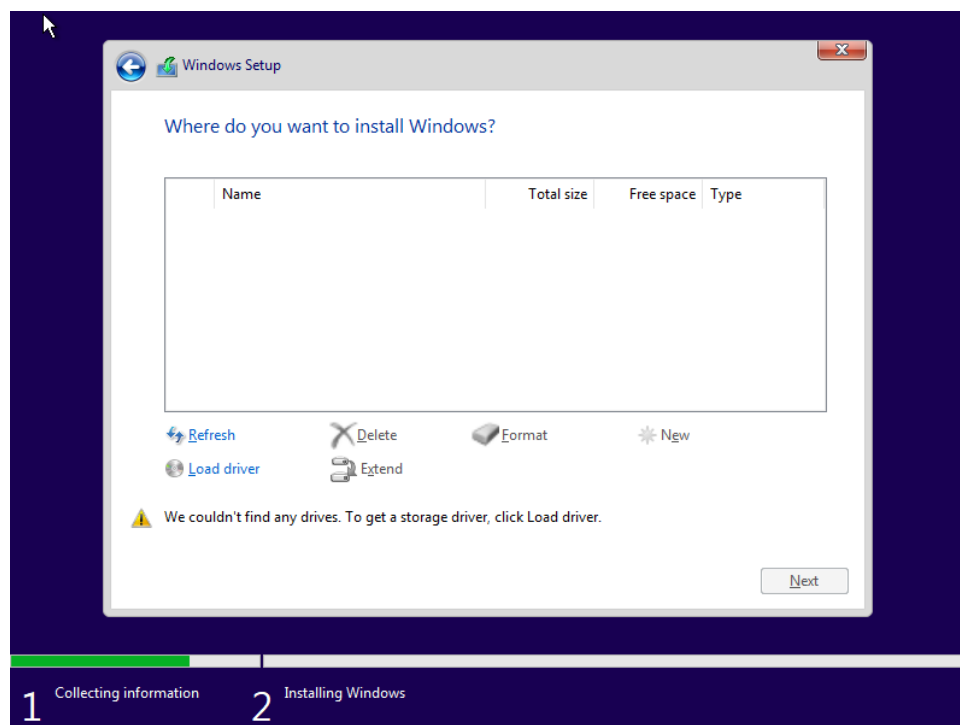 Windows Setup
x
Where do you want to install Windows?
Name Total size Free space Type
Refresh Delete Format New
Load driver Extend
We couldn't find any drives. To get a storage driver, click Load driver.
Next
1 Collecting information 2 Installing Windows